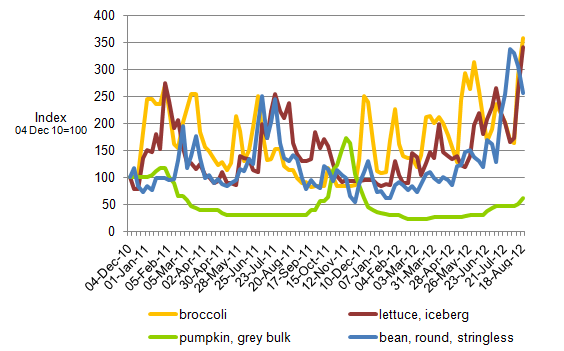 400
350
300
250
200
150
100
50
0
Index
04 Dec 10=100
04-Dec-10
01-Jan-11
05-Feb-11
05-Mar-11
02-Apr-11
30-Apr-11
28-May-11
25-Jun-11
23-Jul-11
20-Aug-11
17-Sep-11
15-Oct-11
12-Nov-11
10-Dec-11
07-Jan-12
04-Feb-12
03-Mar-12
31-Mar-12
28-Apr-12
26-May-12
23-Jun-12
21-Jul-12
18-Aug-12
broccoli
lettuce, iceberg
pumpkin, grey bulk
bean, round, stringless